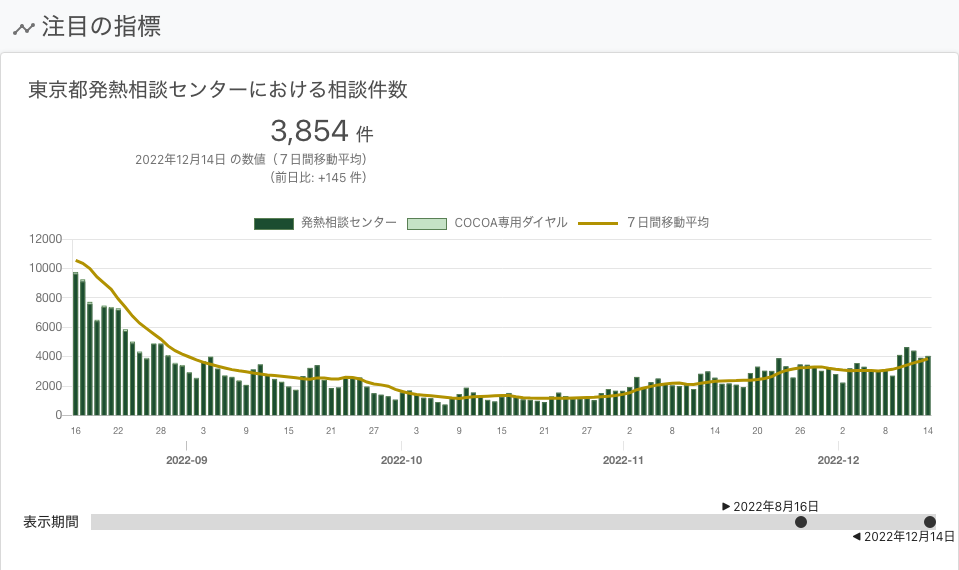 注目の指標
東京都発熱相談センターにおける相談件数
3,854 件
2022年12月14日 の数値（７日間移動平均）
（前日比: +145 件）
発熱相談センター COCOA専用ダイヤル ７日間移動平均
12000
10000
8000
6000
4000
2000
0
16 22 28 3 9 15 21 27 3 9 15 21 27 2 8 14 20 26 2 8 14
2022-09 2022-10 2022-11 2022-12
▶ 2022年8月16日
表示期間
◀ 2022年12月14日